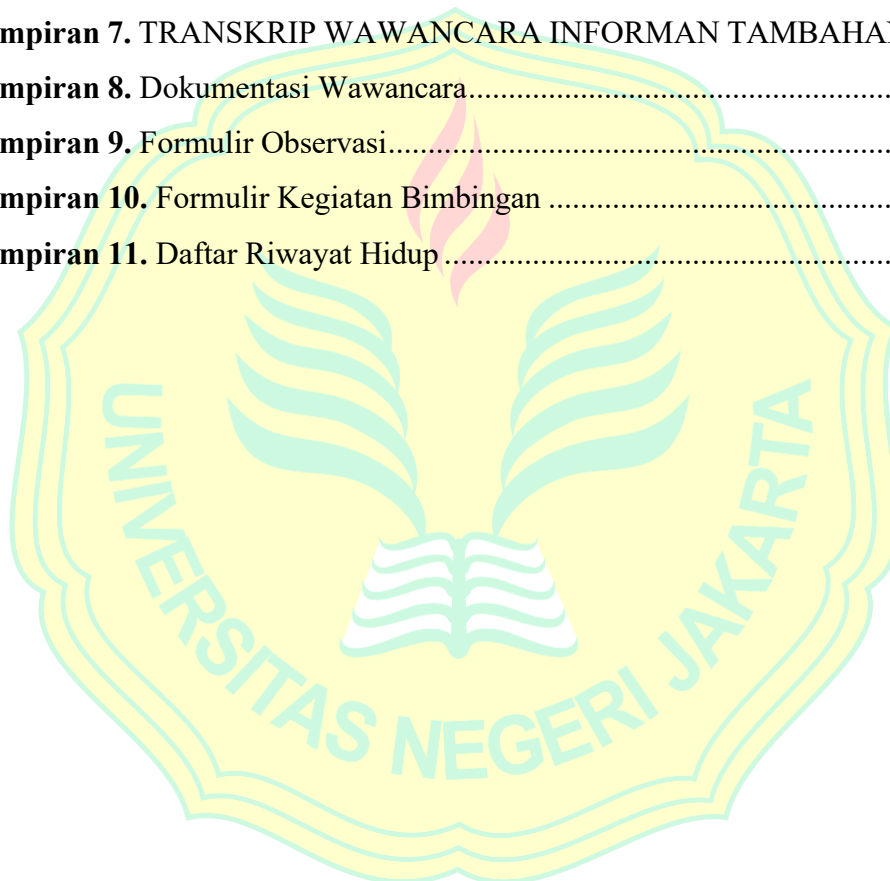 mpiran 7. TRANSKRIP WAWANCARA INFORMAN TAMBAHAN
mpiran 8. Dokumentasi Wawancara................................................................
mpiran 9. Formulir Observasi..........................................................................
mpiran 10. Formulir Kegiatan Bimbingan ..................................................
mpiran 11. Daftar Riwayat Hidup................................................................
UNIVERSITAS NEGERI JAKARTA